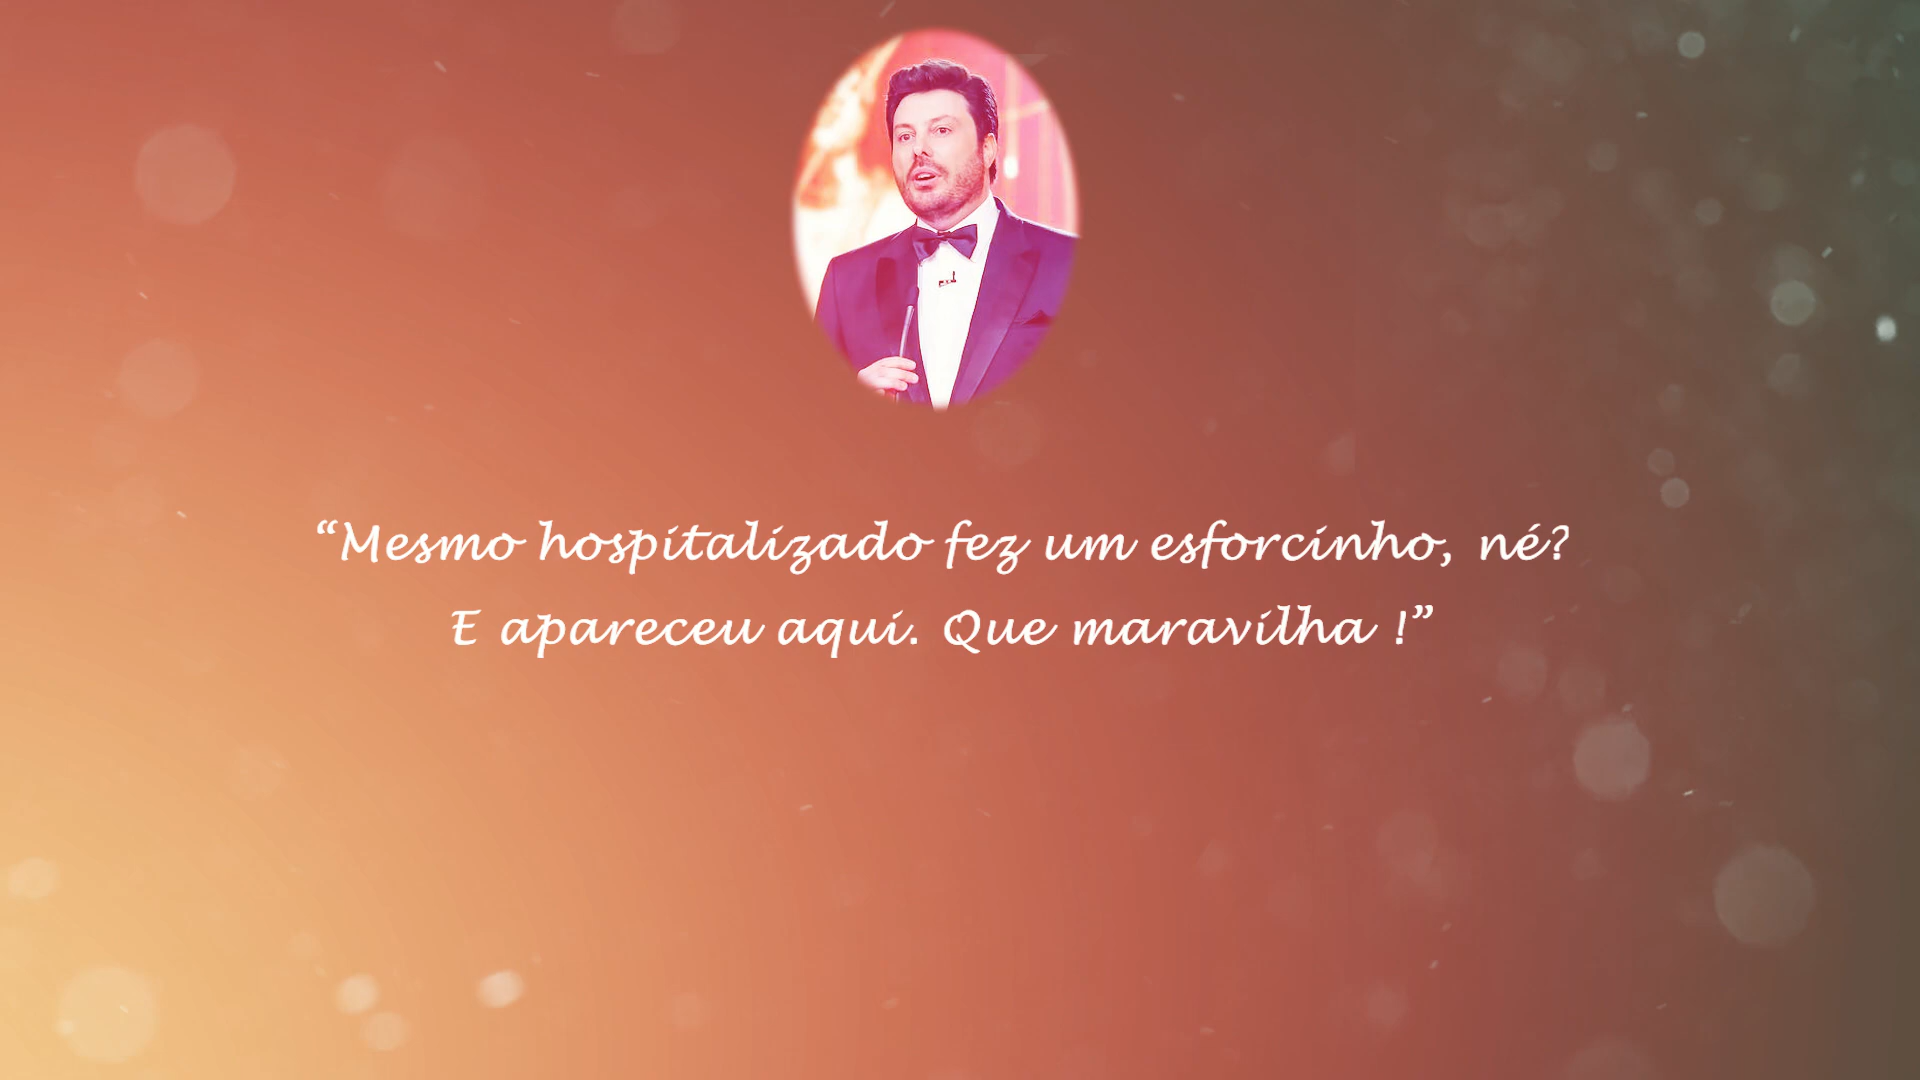 “Mesmo hospitalizado fez um esforcinho, né?
E apareceu aqui. Que maravilha !”